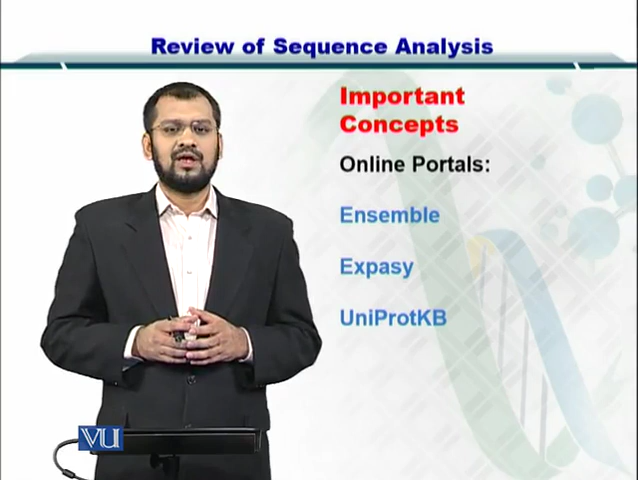 Review of Sequence Analysis
Important
Concepts
Online Portals:
Ensemble
Expasy
UniProtKB
VU